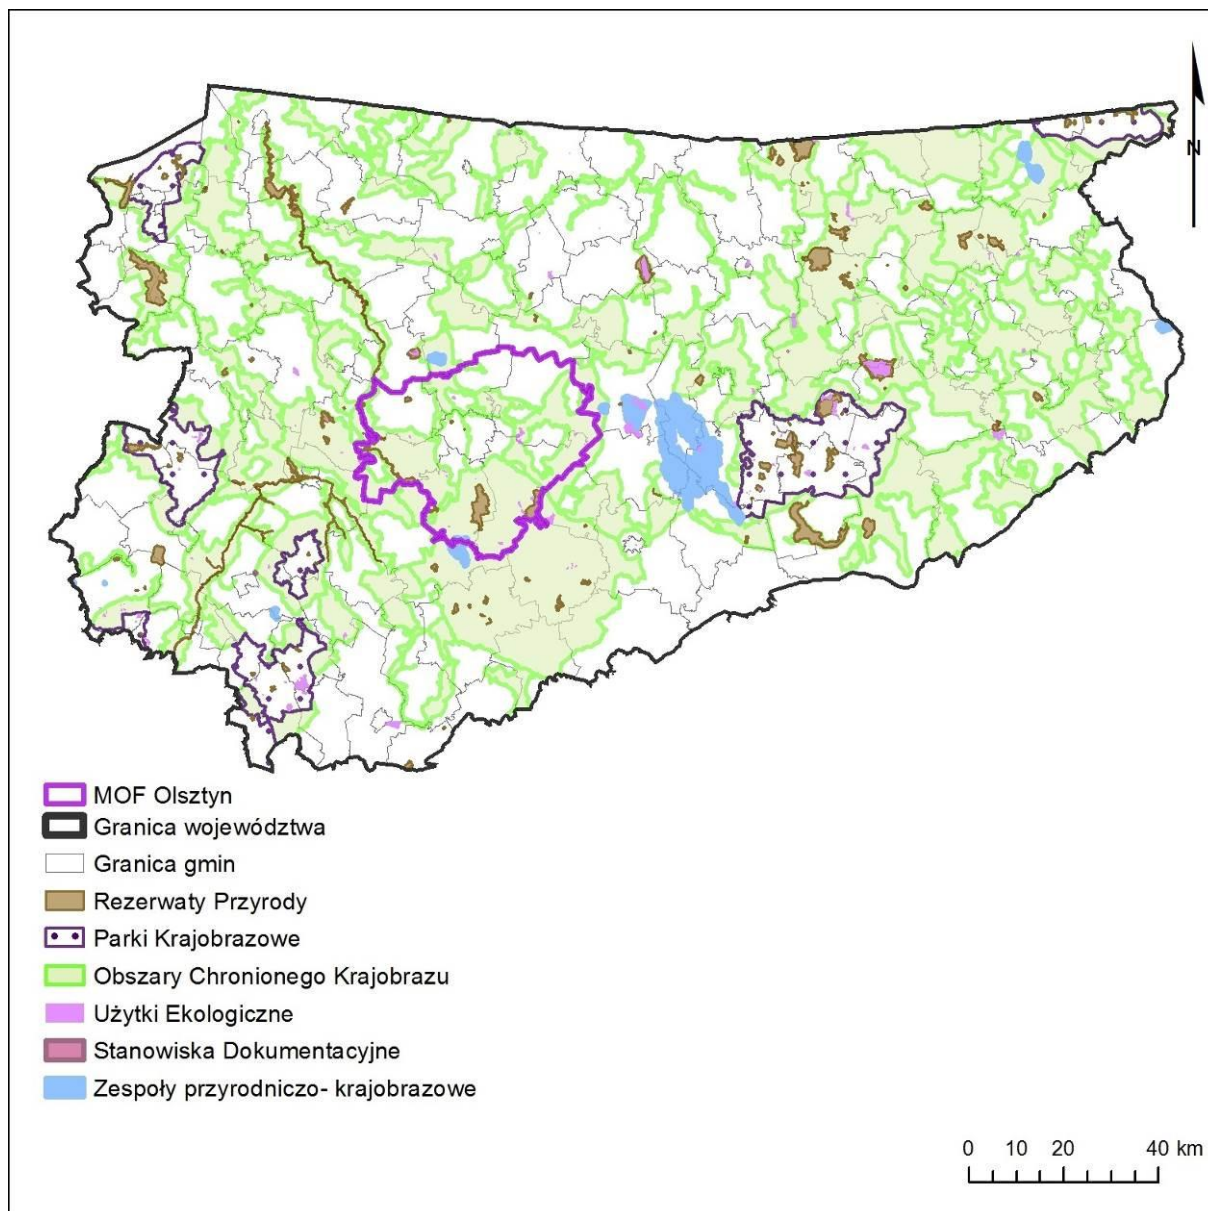 N
MOF Olsztyn
Granica województwa
Granica gmin
Rezerwaty Przyrody
Parki Krajobrazowe
Obszary Chronionego Krajobrazu
Użytki Ekologiczne
Stanowiska Dokumentacyjne
Zespoły przyrodniczo- krajobrazowe
0 10 20 40 km